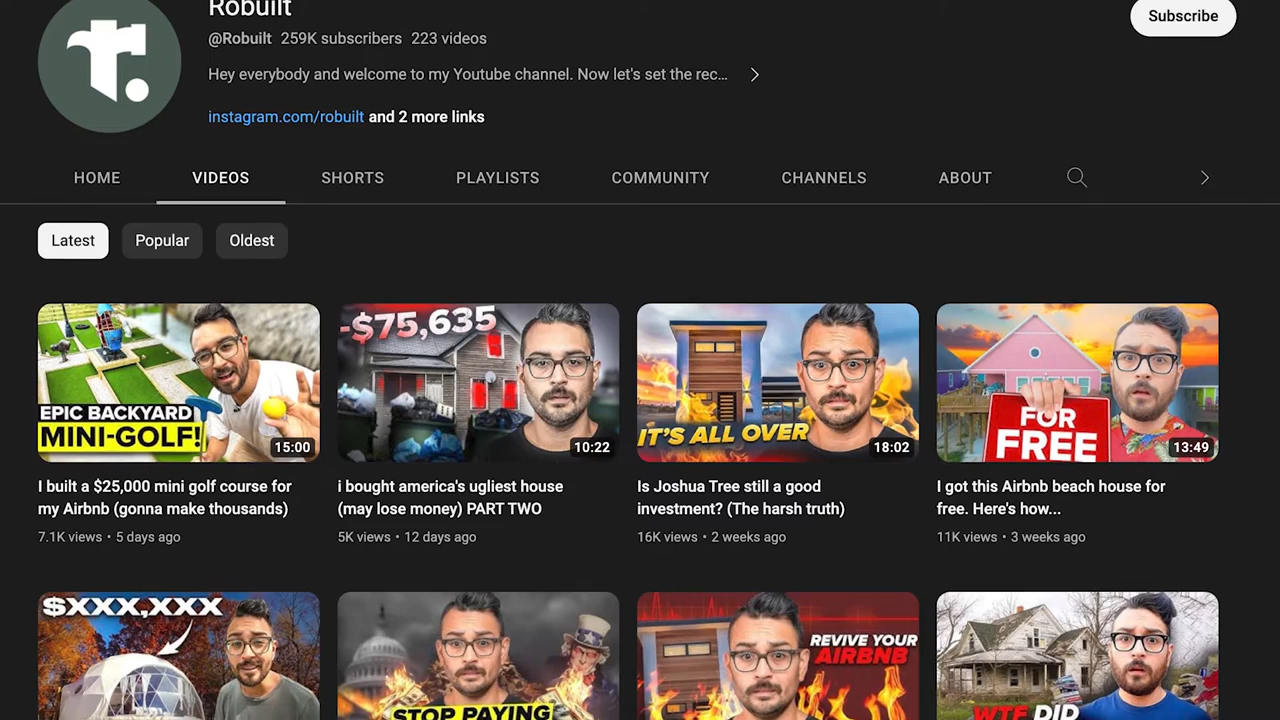 Robuilt
Subscribe
@Robuilt 259K subscribers 223 videos
Hey everybody and welcome to my Youtube channel. Now let's set the rec...
instagram.com/robuilt and 2 more links
HOME VIDEOS SHORTS PLAYLISTS COMMUNITY CHANNELS ABOUT
Latest Popular Oldest
EPIC BACKYARD
MINI-GOLF!
15:00
I built a $25,000 mini golf course for
my Airbnb (gonna make thousands)
7.1K views • 5 days ago
-$75,635
10:22
i bought america's ugliest house
(may lose money) PART TWO
5K views • 12 days ago
IT'S ALL OVER
18:02
Is Joshua Tree still a good
investment? (The harsh truth)
16K views • 2 weeks ago
FOR
FREE
13:49
I got this Airbnb beach house for
free. Here's how...
11K views • 3 weeks ago
$XXX,XXX
STOP PAYING
REVIVE YOUR
AIRBNB
WTF DID